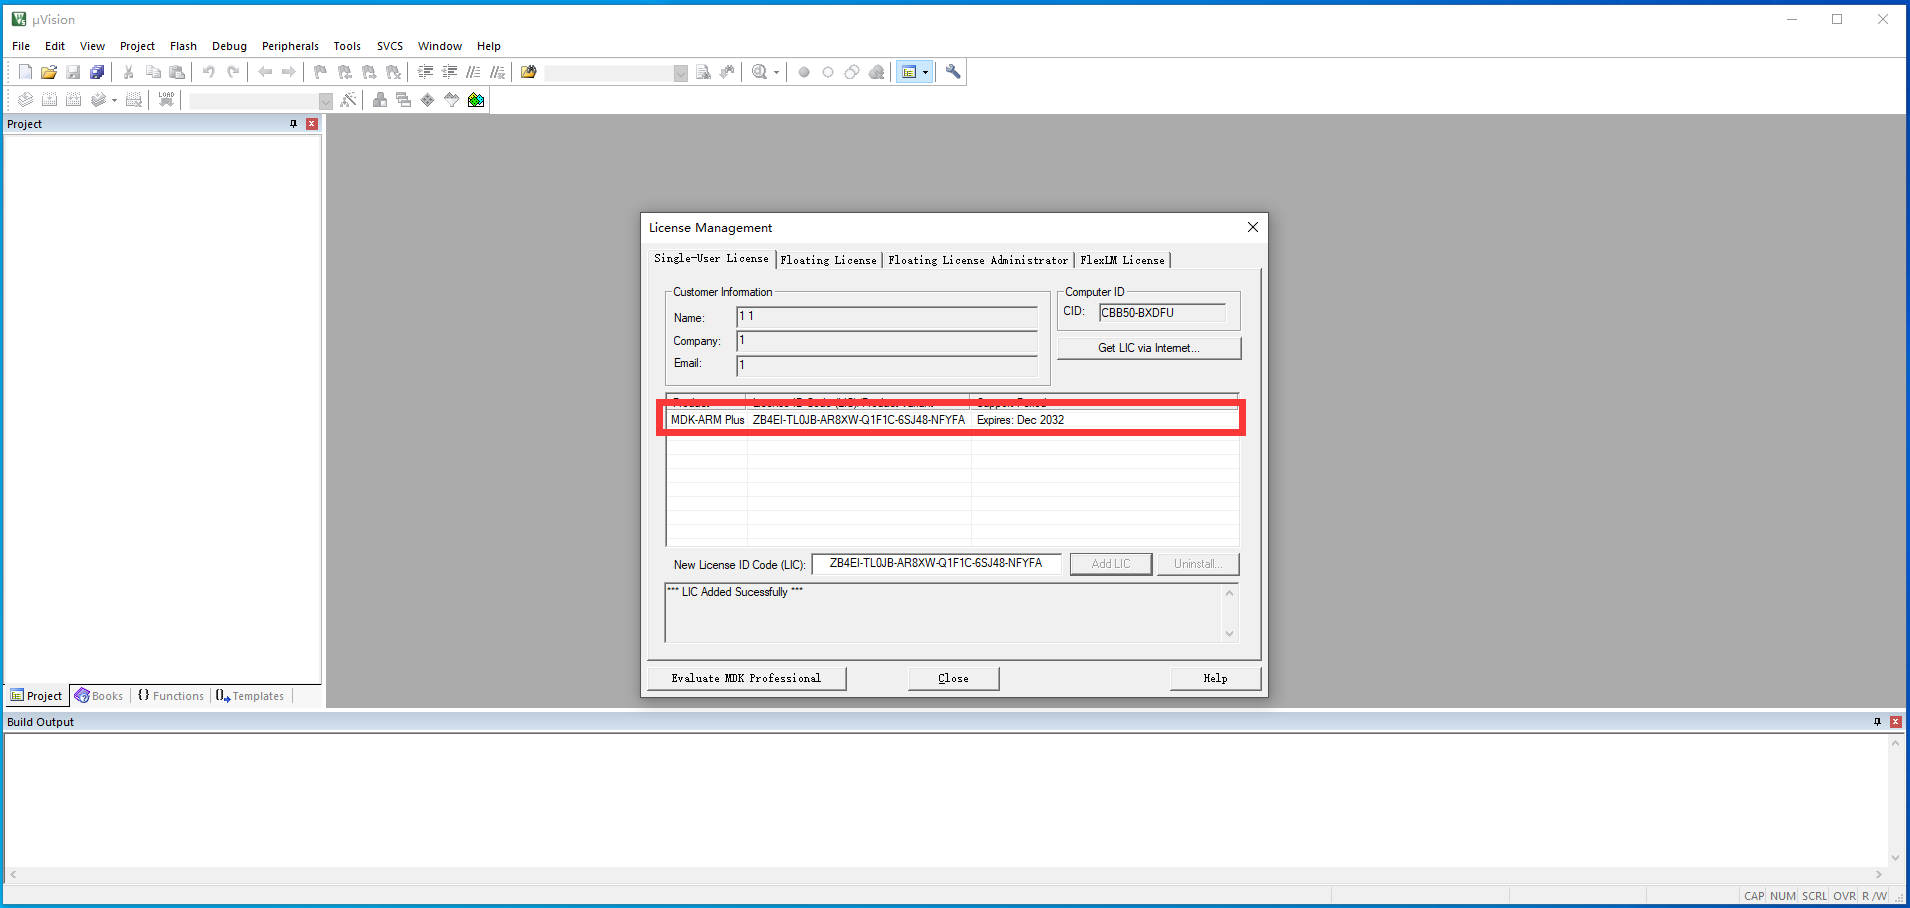 µVision
File Edit View Project Flash Debug Peripherals Tools SVCS Window Help
LOAD
Project
License Management
Single-User License Floating License Floating License Administrator FlexLM License
Customer Information
Name: 1 1
Company: 1
Email: 1
Computer ID
CID: CBB50-BXDFU
Get LIC via Internet...
MDK-ARM Plus ZB4EI-TL0JB-AR8XW-Q1F1C-6SJ48-NFYFA Expires: Dec 2032
New License ID Code (LIC): ZB4EI-TL0JB-AR8XW-Q1F1C-6SJ48-NFYFA Add LIC Uninstall...
*** LIC Added Sucessfully ***
Evaluate MDK Professional Close Help
Project Books {} Functions Templates
Build Output
CAP NUM SCRL OVR R/W